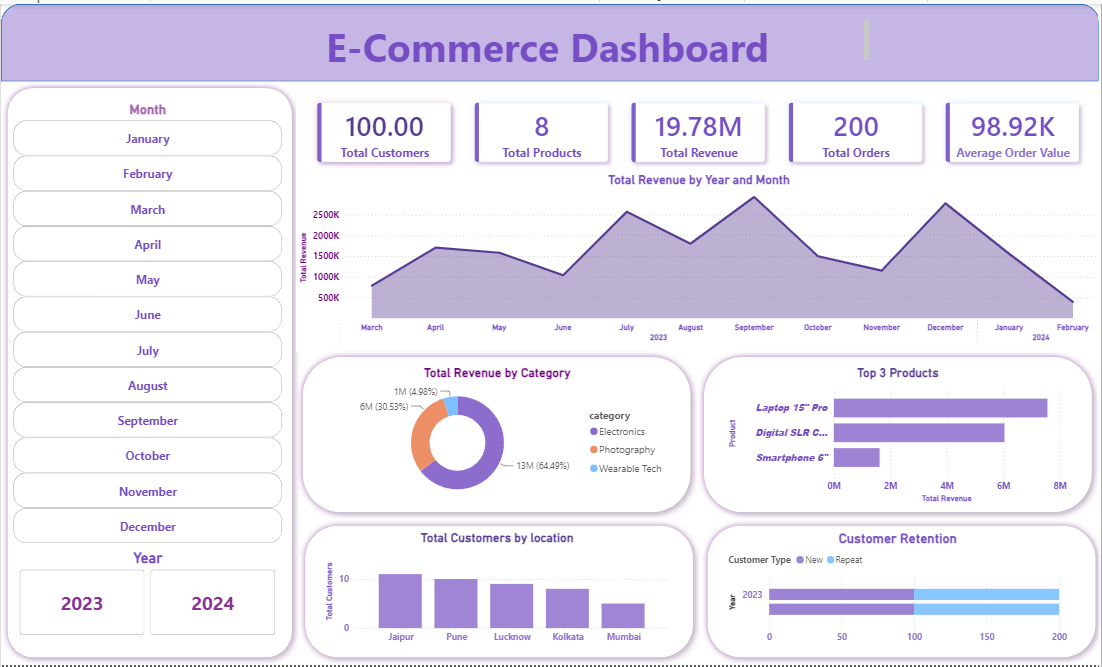 E-Commerce Dashboard
Month
January
February
March
April
May
June
July
August
September
October
November
December
Year
2023
2024
100.00
Total Customers
8
Total Products
19.78M
Total Revenue
200
Total Orders
98.92K
Average Order Value
Total Revenue by Year and Month
Total Revenue
2500K
2000K
1500K
1000K
500K
March April May June July August September October November December January February
2023 2024
Total Revenue by Category
1M (4.98%)
6M (30.53%)
13M (64.49%)
category
Electronics
Photography
Wearable Tech
Top 3 Products
Product
Laptop 15" Pro
Digital SLR C...
Smartphone 6"
0M 2M 4M 6M 8M
Total Revenue
Total Customers by location
Total Customers
10
0
Jaipur Pune Lucknow Kolkata Mumbai
Customer Retention
Customer Type New Repeat
Year
2023
0 50 100 150 200